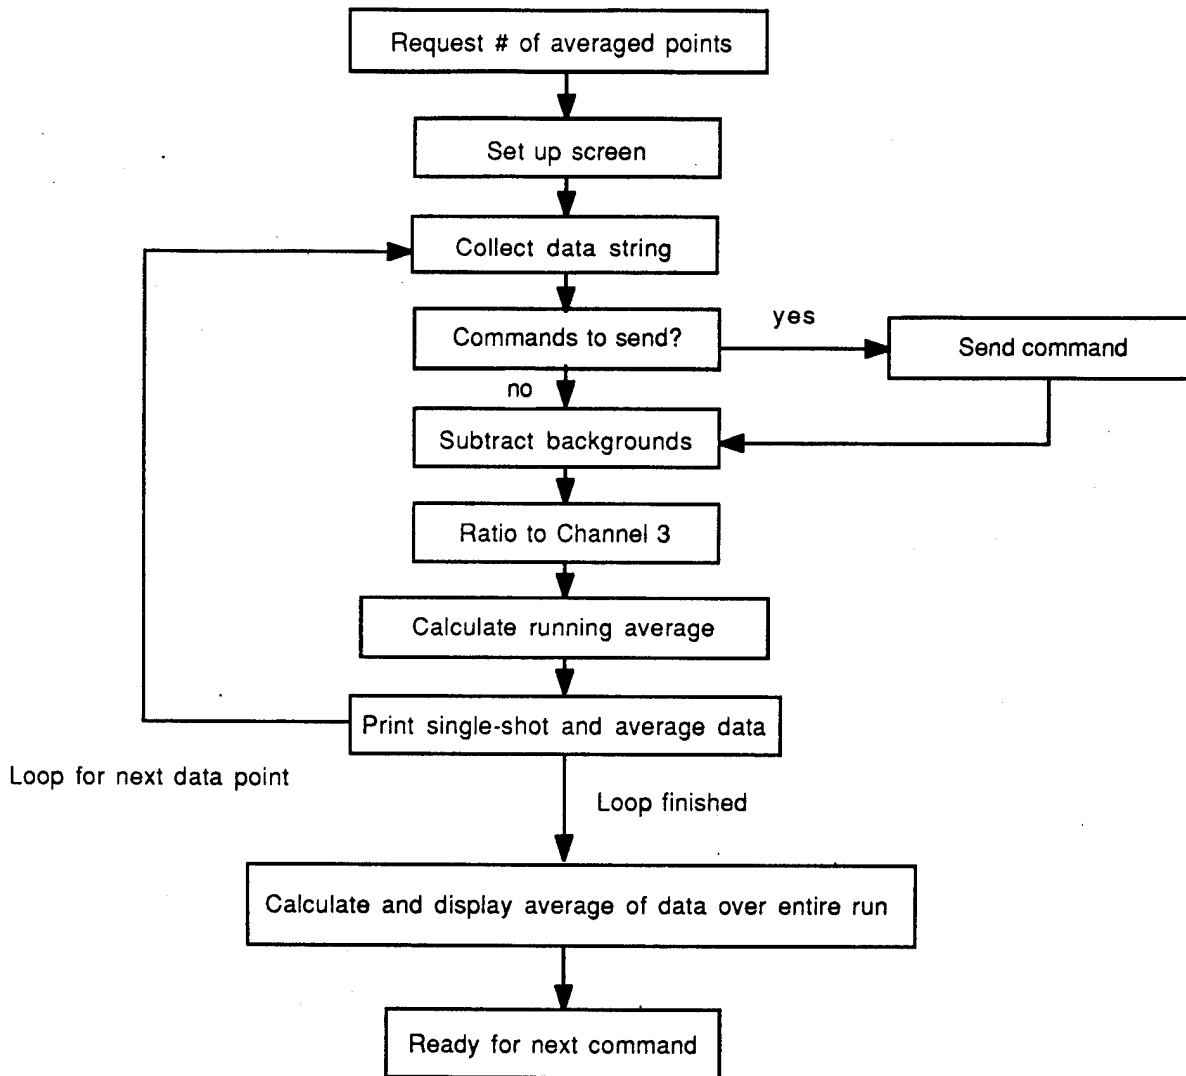 Request # of averaged points
Set up screen
Collect data string
Commands to send?
yes
Send command
no
Subtract backgrounds
Ratio to Channel 3
Calculate running average
Print single-shot and average data
Loop for next data point
Loop finished
Calculate and display average of data over entire run
Ready for next command